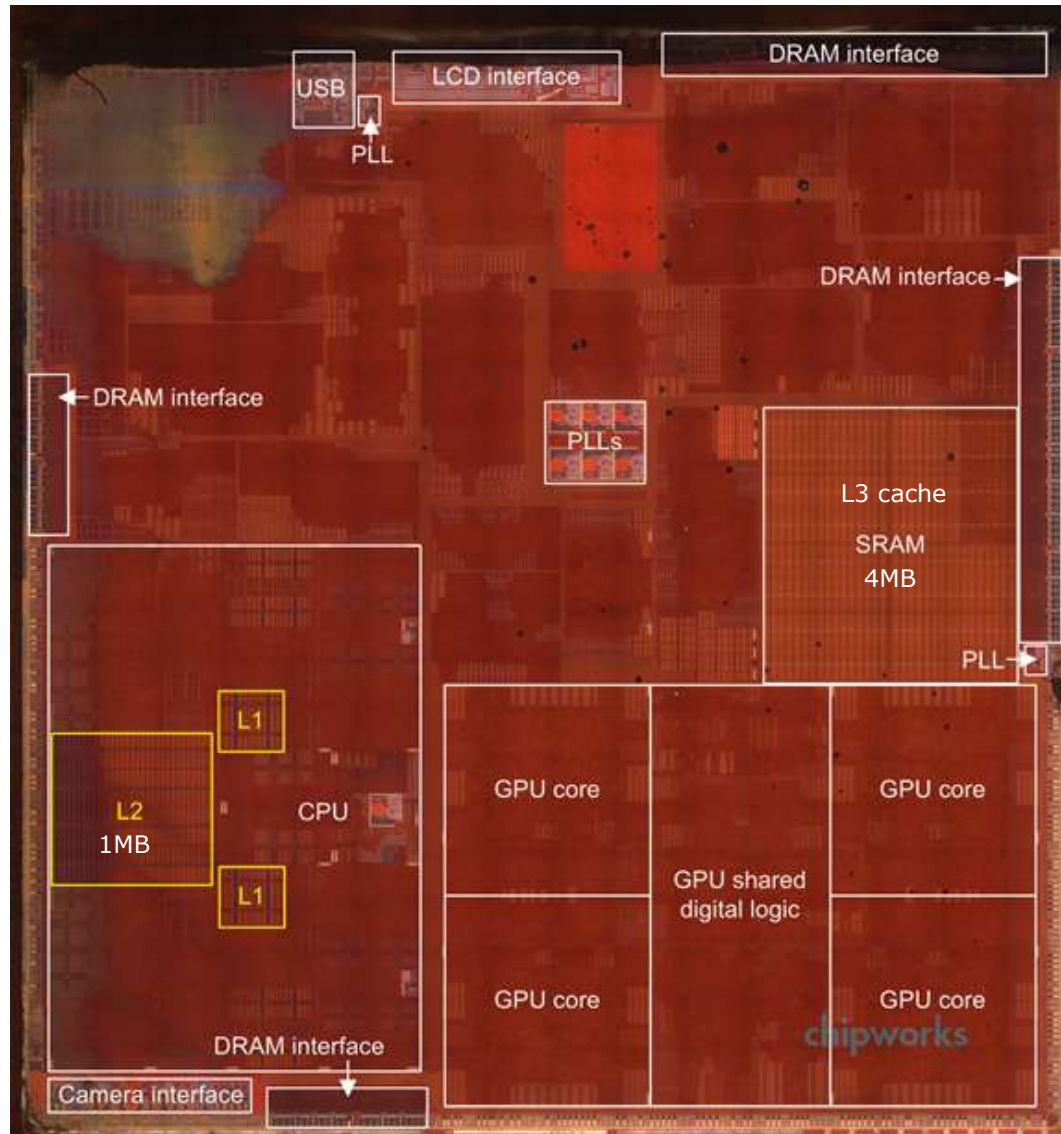 DRAM interface
USB
LCD interface
PLL
DRAM interface
DRAM interface
PLLs
L3 cache
SRAM
4MB
PLL
L1
L2
1MB
CPU
L1
GPU core
GPU core
GPU shared
digital logic
GPU core
GPU core
chipworks
DRAM interface
Camera interface